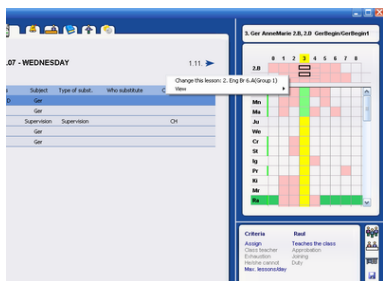 3. Ger AnneMarie 2.B, 2.D GerBegin/GerBegin1
.07 - WEDNESDAY
1.11.
Change this lesson: Z. Eng Br 6.A(Group 1)
View
Subject Type of subst. Who substitute
D Ger
Ger
Supervision Supervision CH
Ger
Ger
0 1 2 3 4 5 6 7 8
2.B
2.D
Mn
Ma
Ju
We
Cr
St
Ig
Pr
Ki
Mr
Ra
Criteria Raul
Assign Teaches the class
Class teacher Approbation
Exhaustion Joining
He/she cannot Duty
Max. lessons/day